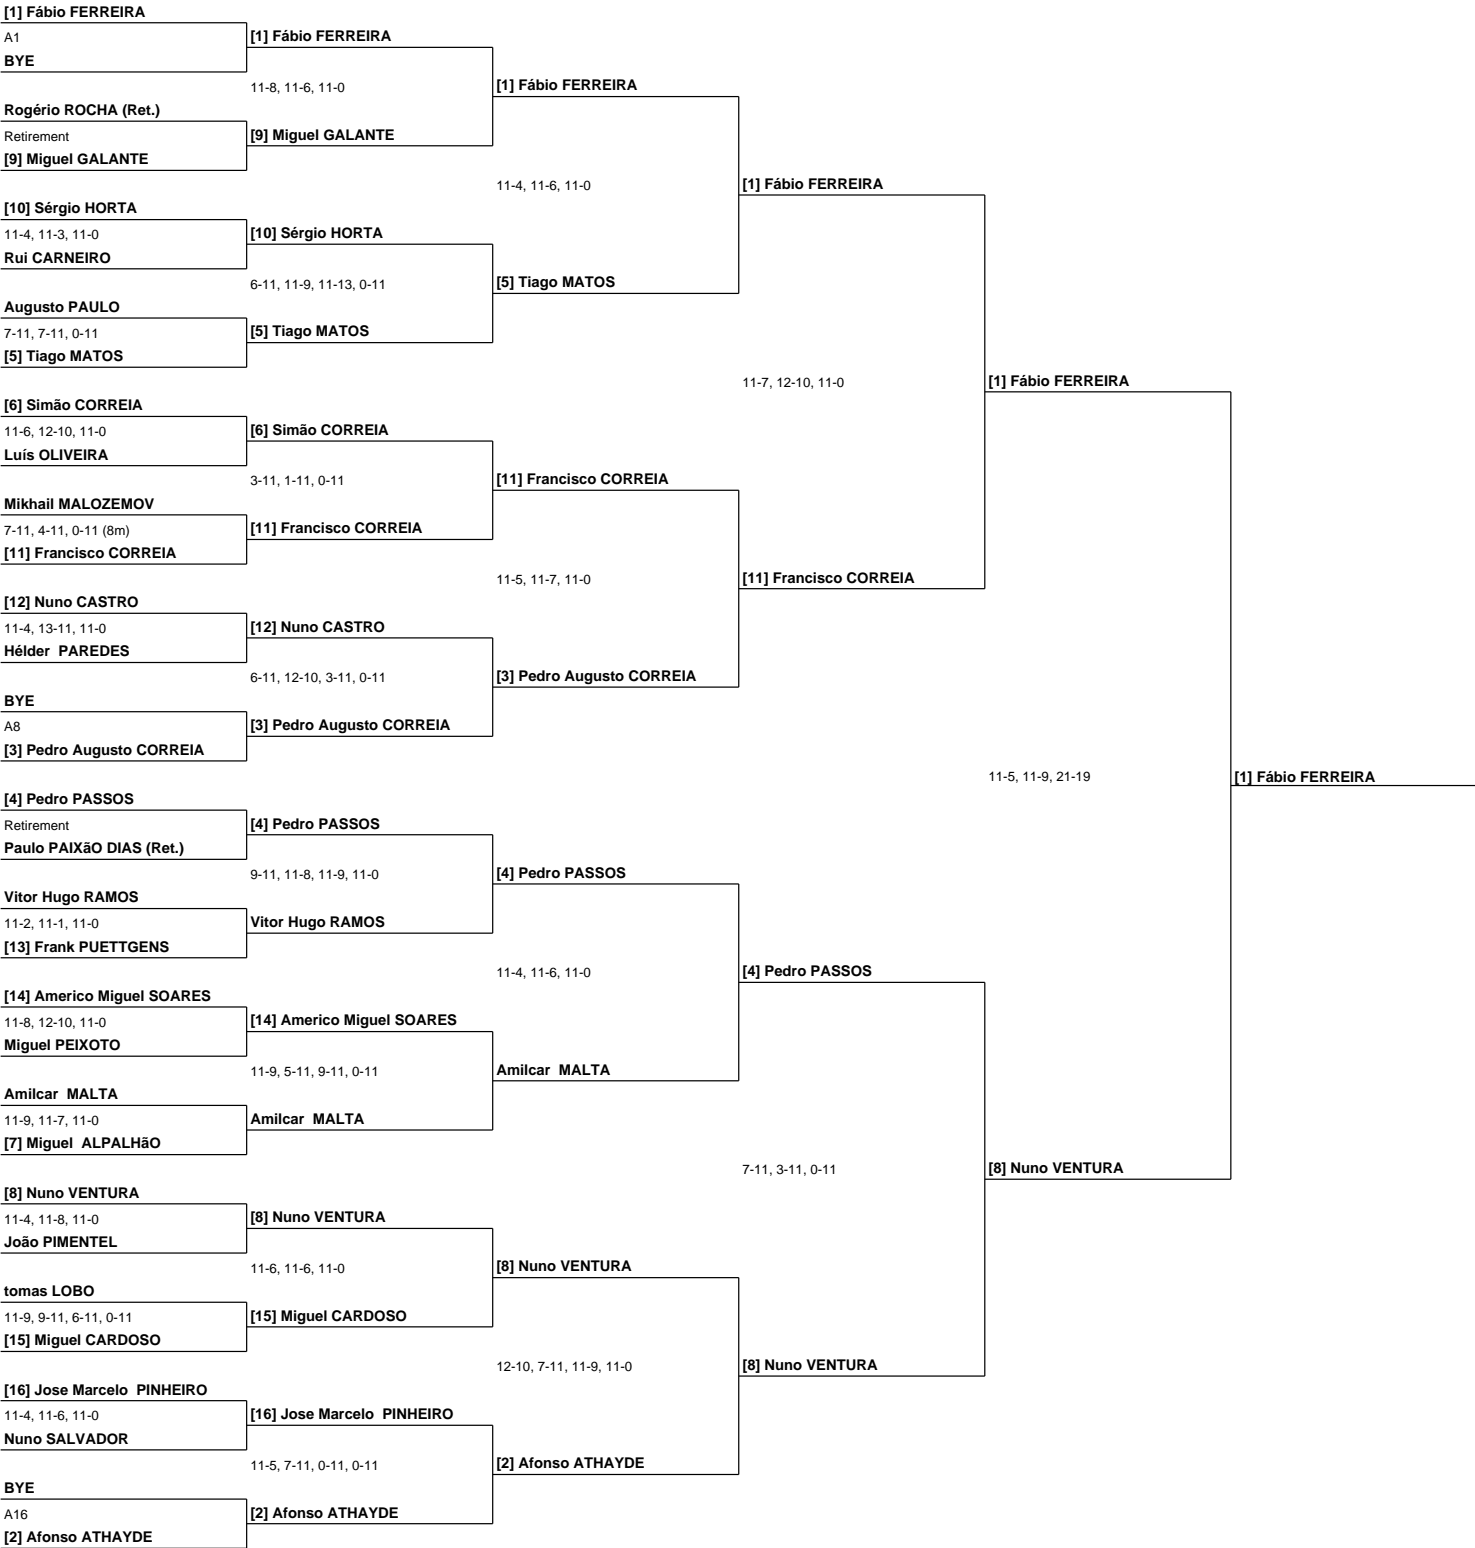 [1] Fábio FERREIRA
A1
[1] Fábio FERREIRA
BYE
11-8, 11-6, 11-0
[1] Fábio FERREIRA
Rogério ROCHA (Ret.)
Retirement
[9] Miguel GALANTE
[9] Miguel GALANTE
11-4, 11-6, 11-0
[1] Fábio FERREIRA
[10] Sérgio HORTA
11-4, 11-3, 11-0
[10] Sérgio HORTA
Rui CARNEIRO
6-11, 11-9, 11-13, 0-11
[5] Tiago MATOS
Augusto PAULO
7-11, 7-11, 0-11
[5] Tiago MATOS
[5] Tiago MATOS
11-7, 12-10, 11-0
[1] Fábio FERREIRA
[6] Simão CORREIA
11-6, 12-10, 11-0
[6] Simão CORREIA
Luís OLIVEIRA
3-11, 1-11, 0-11
[11] Francisco CORREIA
Mikhail MALOZEMOV
7-11, 4-11, 0-11 (8m)
[11] Francisco CORREIA
[11] Francisco CORREIA
11-5, 11-7, 11-0
[11] Francisco CORREIA
[12] Nuno CASTRO
11-4, 13-11, 11-0
[12] Nuno CASTRO
Hélder  PAREDES
6-11, 12-10, 3-11, 0-11
[3] Pedro Augusto CORREIA
BYE
A8
[3] Pedro Augusto CORREIA
[3] Pedro Augusto CORREIA
11-5, 11-9, 21-19
[1] Fábio FERREIRA
[4] Pedro PASSOS
Retirement
[4] Pedro PASSOS
Paulo PAIXãO DIAS (Ret.)
9-11, 11-8, 11-9, 11-0
[4] Pedro PASSOS
Vitor Hugo RAMOS
11-2, 11-1, 11-0
Vitor Hugo RAMOS
[13] Frank PUETTGENS
11-4, 11-6, 11-0
[4] Pedro PASSOS
[14] Americo Miguel SOARES
11-8, 12-10, 11-0
[14] Americo Miguel SOARES
Miguel PEIXOTO
11-9, 5-11, 9-11, 0-11
Amilcar  MALTA
Amilcar  MALTA
11-9, 11-7, 11-0
Amilcar  MALTA
[7] Miguel  ALPALHãO
7-11, 3-11, 0-11
[8] Nuno VENTURA
[8] Nuno VENTURA
11-4, 11-8, 11-0
[8] Nuno VENTURA
João PIMENTEL
11-6, 11-6, 11-0
[8] Nuno VENTURA
tomas LOBO
11-9, 9-11, 6-11, 0-11
[15] Miguel CARDOSO
[15] Miguel CARDOSO
12-10, 7-11, 11-9, 11-0
[8] Nuno VENTURA
[16] Jose Marcelo  PINHEIRO
11-4, 11-6, 11-0
[16] Jose Marcelo  PINHEIRO
Nuno SALVADOR
11-5, 7-11, 0-11, 0-11
[2] Afonso ATHAYDE
BYE
A16
[2] Afonso ATHAYDE
[2] Afonso ATHAYDE